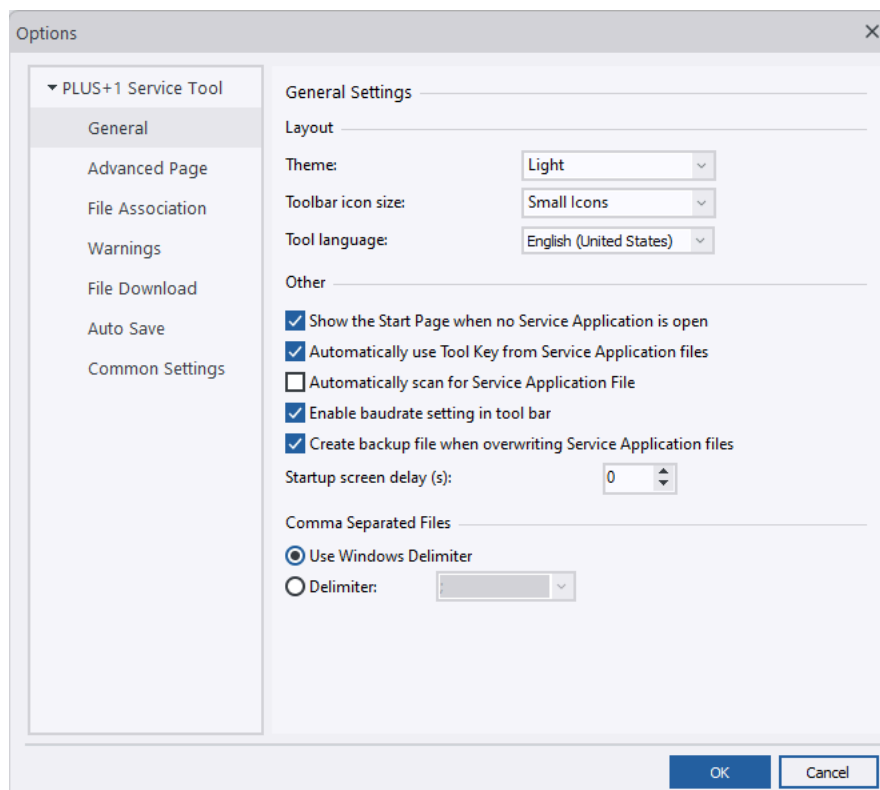 Options
PLUS+1 Service Tool
General
Advanced Page
File Association
Warnings
File Download
Auto Save
Common Settings
General Settings
Layout
Theme: Light
Toolbar icon size: Small Icons
Tool language: English (United States)
Other
Show the Start Page when no Service Application is open
Automatically use Tool Key from Service Application files
Automatically scan for Service Application File
Enable baudrate setting in tool bar
Create backup file when overwriting Service Application files
Startup screen delay (s): 0
Comma Separated Files
Use Windows Delimiter
Delimiter: ;
OK Cancel